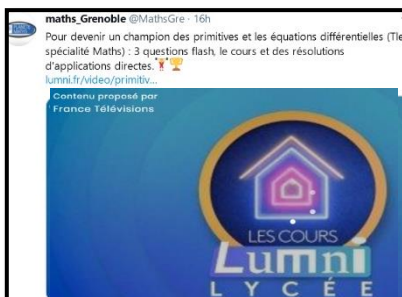 maths_Grenoble @MathsGre · 16h
Pour devenir un champion des primitives et les équations différentielles (Tle
spécialité Maths) : 3 questions flash, le cours et des résolutions
d'applications directes.
lumni.fr/video/primitiv...
Contenu proposé par
France Télévisions
LES COURS
Lumni
LYCÉE